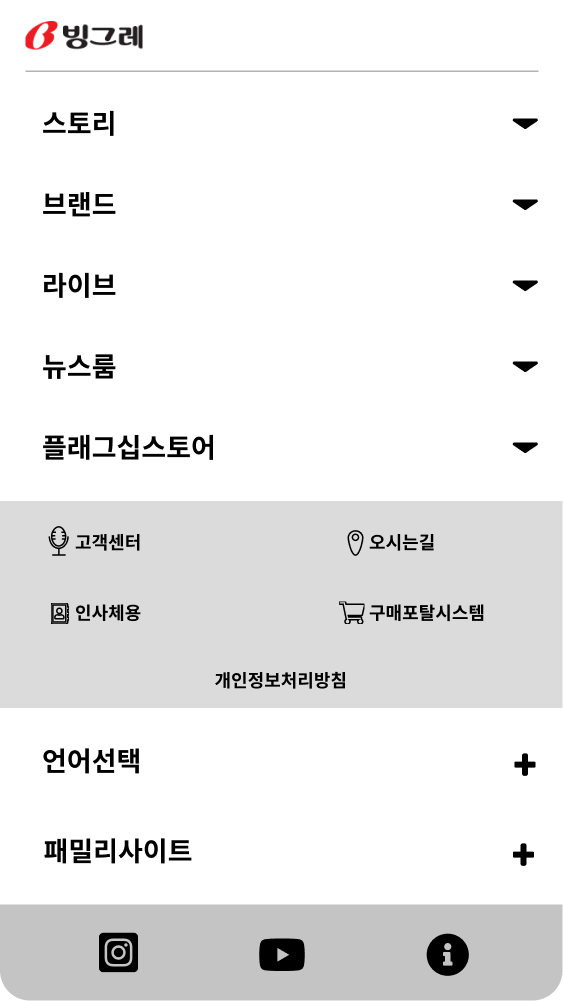 빙그레
스토리
브랜드
라이브
뉴스룸
플래그십스토어
고객센터
오시는길
인사체용
구매포탈시스템
개인정보처리방침
언어선택
패밀리사이트